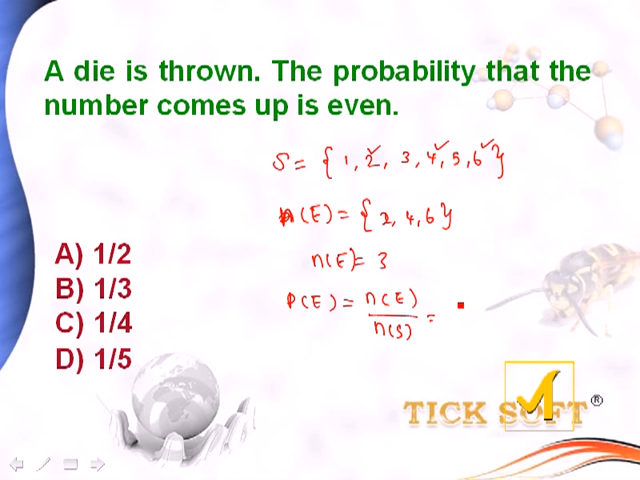 A die is thrown. The probability that the
number comes up is even.
S = { 1, 2, 3, 4, 5, 6 }
(E) = { 2, 4, 6 }
n(E) = 3
P(E) = n(E) / n(S) =
A) 1/2
B) 1/3
C) 1/4
D) 1/5
TICK SOFT ®